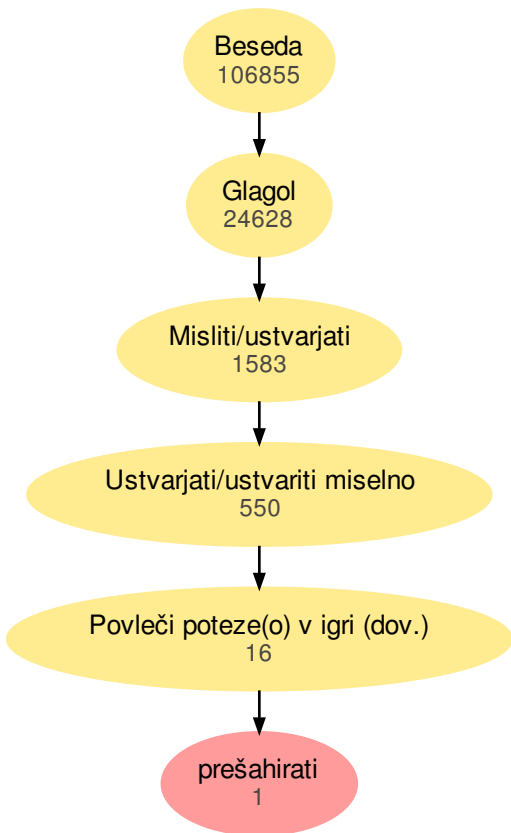 Beseda
106855
Glagol
24628
Misliti/ustvarjati
1583
Ustvarjati/ustvariti miselno
550
Povleči poteze(o) v igri (dov.)
16
prešahirati
1